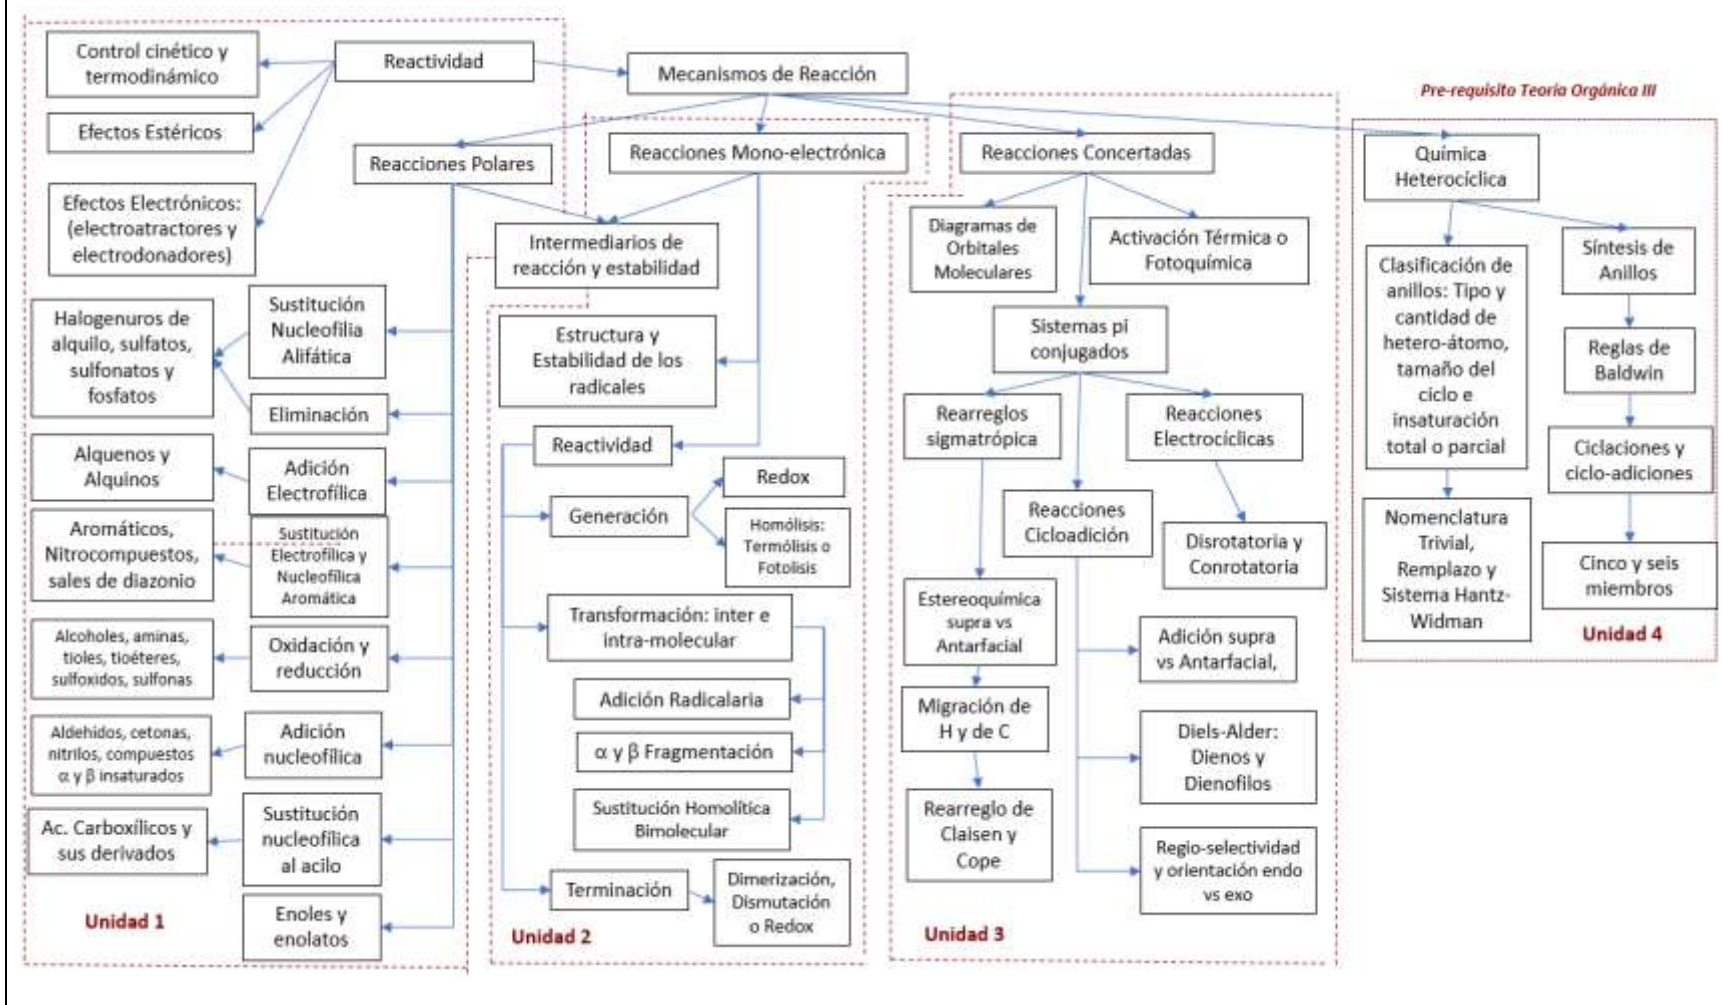 Control cinético y
termodinámico
Reactividad
Mecanismos de Reacción
Pre-requisito Teoría Orgánica III
Efectos Estéricos
Reacciones Polares
Reacciones Mono-electrónica
Reacciones Concertadas
Química
Heterocíclica
Efectos Electrónicos:
(electroatractores y
electrodonadores)
Intermediarios de
reacción y estabilidad
Diagramas de
Orbitales
Moleculares
Activación Térmica o
Fotoquímica
Clasificación de
anillos: Tipo y
cantidad de
hetero-átomo,
tamaño del
ciclo e
insaturación
total o parcial
Síntesis de
Anillos
Halogenuros de
alquilo, sulfatos,
sulfonatos y
fosfatos
Sustitución
Nucleofilia
Alifática
Estructura y
Estabilidad de los
radicales
Sistemas pi
conjugados
Reglas de
Baldwin
Eliminación
Reactividad
Rearreglos
sigmatrópica
Reacciones
Electrocíclicas
Ciclaciones y
ciclo-adiciones
Alquenos y
Alquinos
Adición
Electrofílica
Generación
Redox
Homólisis:
Termólisis o
Fotolisis
Reacciones
Cicloadición
Disrotatoria y
Conrotatoria
Nomenclatura
Trivial,
Remplazo y
Sistema Hantz-
Widman
Cinco y seis
miembros
Unidad 4
Aromáticos,
Nitrocompuestos,
sales de diazonio
Sustitución
Electrofílica y
Nucleofílica
Aromática
Transformación: inter e
intra-molecular
Estereoquímica
supra vs
Antarfacial
Adición supra
vs Antarfacial,
Alcoholes, aminas,
tioles, tioéteres,
sulfoxidos, sulfonas
Oxidación y
reducción
Adición Radicalaria
Migración de
H y de C
Diels-Alder:
Dienos y
Dienofilos
Aldehidos, cetonas,
nitrilos, compuestos
α y β insaturados
Adición
nucleofílica
α y β Fragmentación
Sustitución Homolítica
Bimolecular
Rearreglo de
Claisen y
Cope
Regio-selectividad
y orientación endo
vs exo
Ac. Carboxílicos y
sus derivados
Sustitución
nucleofílica
al acilo
Terminación
Dimerización,
Dismutación
o Redox
Unidad 1
Enoles y
enolatos
Unidad 2
Unidad 3